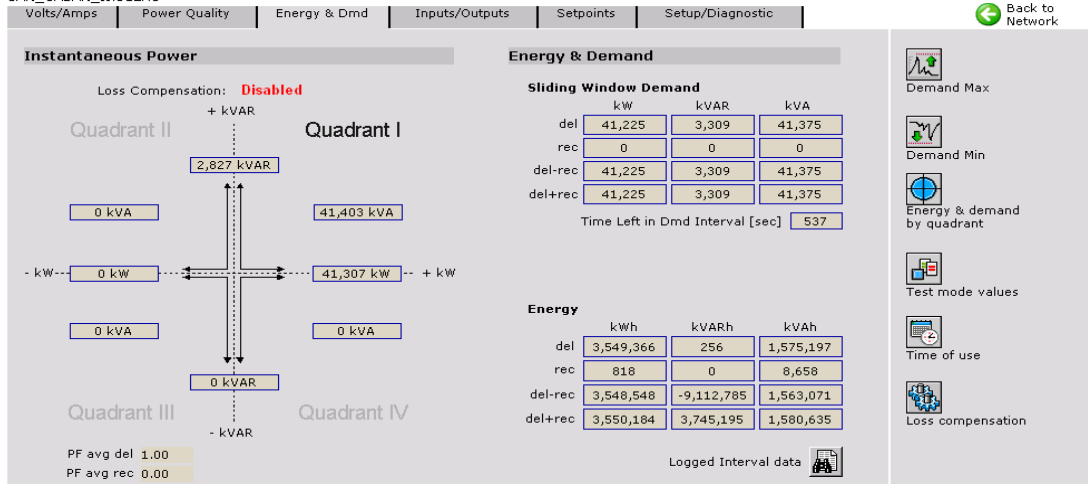 Volts/Amps Power Quality Energy & Dmd Inputs/Outputs Setpoints Setup/Diagnostic Back to
Network
Instantaneous Power
Loss Compensation: Disabled
+ kVAR
Quadrant II Quadrant I
2,827 kVAR
0 kVA 41,403 kVA
- kW 0 kW 41,307 kW + kW
0 kVA 0 kVA
0 kVAR
Quadrant III Quadrant IV
- kVAR
PF avg del 1.00
PF avg rec 0.00
Energy & Demand
Sliding Window Demand
kW kVAR kVA
del 41,225 3,309 41,375
rec 0 0 0
del-rec 41,225 3,309 41,375
del+rec 41,225 3,309 41,375
Time Left in Dmd Interval [sec] 537
Energy
kWh kVARh kVAh
del 3,549,366 256 1,575,197
rec 818 0 8,658
del-rec 3,548,548 -9,112,785 1,563,071
del+rec 3,550,184 3,745,195 1,580,635
Logged Interval data
Demand Max
Demand Min
Energy & demand
by quadrant
Test mode values
Time of use
Loss compensation